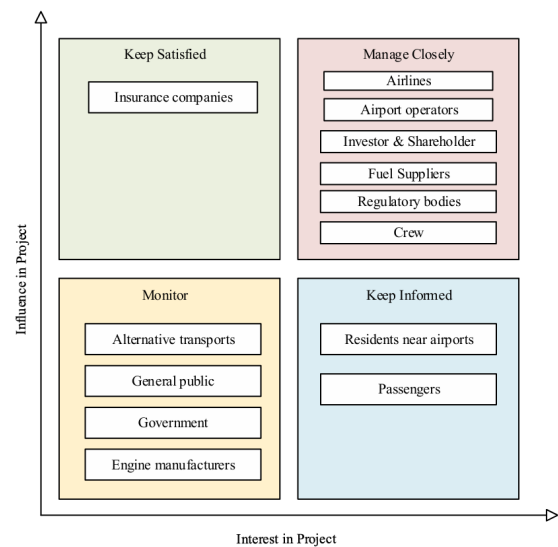 Keep Satisfied
Insurance companies
Manage Closely
Airlines
Airport operators
Investor & Shareholder
Fuel Suppliers
Regulatory bodies
Crew
Influence in Project
Monitor
Alternative transports
General public
Government
Engine manufacturers
Keep Informed
Residents near airports
Passengers
Interest in Project